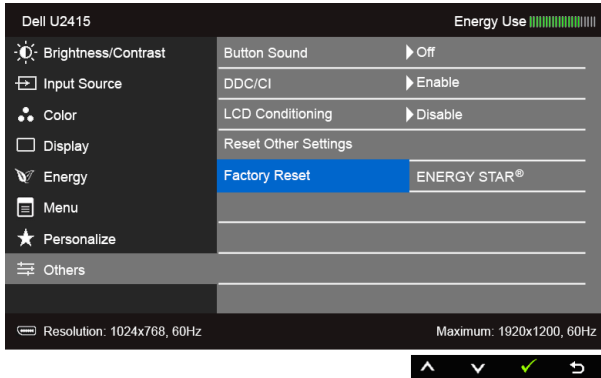 Dell U2415 Energy Use
Brightness/Contrast Button Sound Off
Input Source DDC/CI Enable
Color LCD Conditioning Disable
Display Reset Other Settings
Energy Factory Reset ENERGY STAR®
Menu
Personalize
Others
Resolution: 1024x768, 60Hz Maximum: 1920x1200, 60Hz